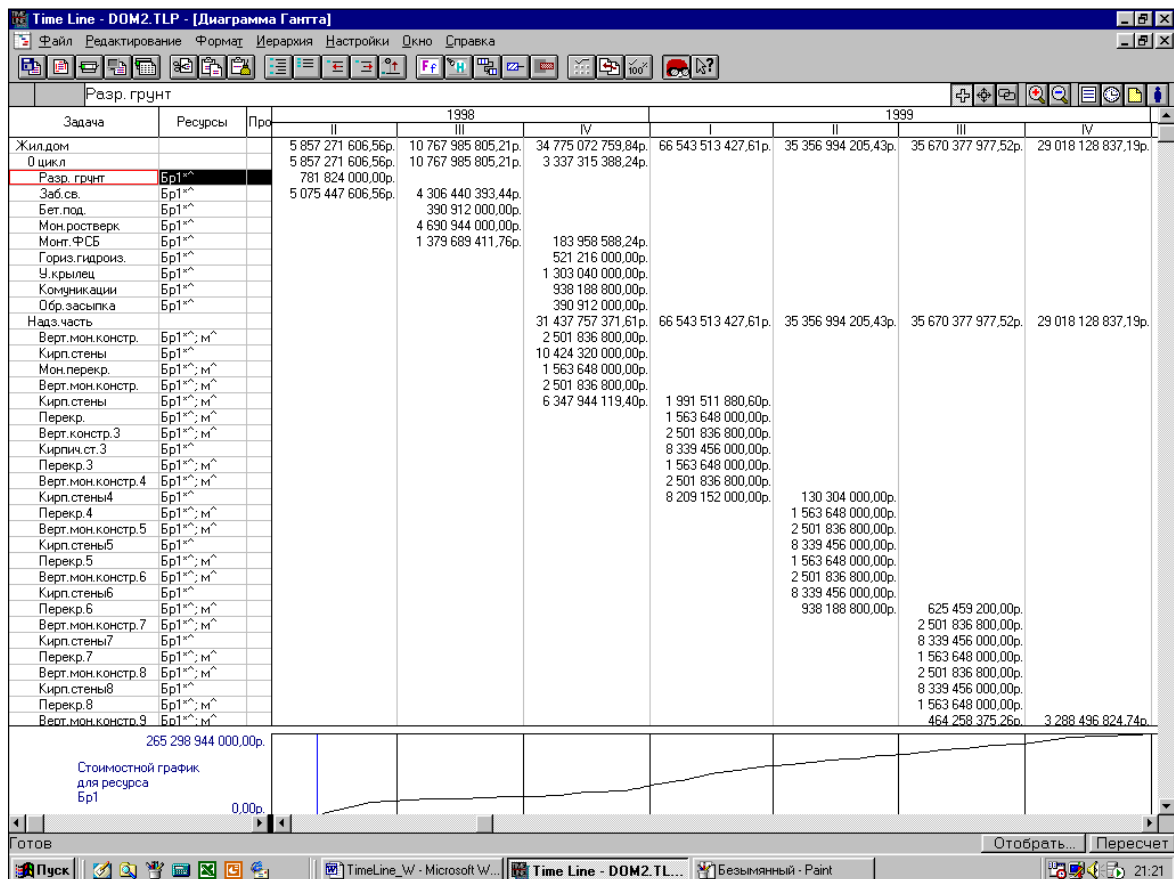 Time Line - DOM2.TLP - [Диаграмма Гантта]
Файл Редактирование Формат Иерархия Настройки Окно Справка
Разр. грунт
Задача Ресурсы Про 1998 1999
II III IV I II III IV
Жил.дом 5 857 271 606,56р. 10 767 985 805,21р. 34 775 072 759,84р. 66 543 513 427,61р. 35 356 994 205,43р. 35 670 377 977,52р. 29 018 128 837,19р.
0 цикл 5 857 271 606,56р. 10 767 985 805,21р. 3 337 315 388,24р.
Разр. грунт Бр1*^ 781 824 000,00р.
Заб.св. Бр1*^ 5 075 447 606,56р. 4 306 440 393,44р.
Бет.под. Бр1*^ 390 912 000,00р.
Мон.ростверк Бр1*^ 4 690 944 000,00р.
Монт.ФСБ Бр1*^ 1 379 689 411,76р. 183 958 588,24р.
Гориз.гидроиз. Бр1*^ 521 216 000,00р.
У.крылец Бр1*^ 1 303 040 000,00р.
Комуникации Бр1*^ 938 188 800,00р.
Обр.засыпка Бр1*^ 390 912 000,00р.
Надз.часть 31 437 757 371,61р. 66 543 513 427,61р. 35 356 994 205,43р. 35 670 377 977,52р. 29 018 128 837,19р.
Верт.мон.констр. Бр1*^; м^ 2 501 836 800,00р.
Кирп.стены Бр1*^ 10 424 320 000,00р.
Мон.перекр. Бр1*^; м^ 1 563 648 000,00р.
Верт.мон.констр. Бр1*^; м^ 2 501 836 800,00р.
Кирп.стены Бр1*^; м^ 6 347 944 119,40р. 1 991 511 880,60р.
Перекр. Бр1*^; м^ 1 563 648 000,00р.
Верт.констр.3 Бр1*^; м^ 2 501 836 800,00р.
Кирпич.ст.3 Бр1*^ 8 339 456 000,00р.
Перекр.3 Бр1*^; м^ 1 563 648 000,00р.
Верт.мон.констр.4 Бр1*^; м^ 2 501 836 800,00р.
Кирп.стены4 Бр1*^ 8 209 152 000,00р. 130 304 000,00р.
Перекр.4 Бр1*^; м^ 1 563 648 000,00р.
Верт.мон.констр.5 Бр1*^; м^ 2 501 836 800,00р.
Кирп.стены5 Бр1*^ 8 339 456 000,00р.
Перекр.5 Бр1*^; м^ 1 563 648 000,00р.
Верт.мон.констр.6 Бр1*^; м^ 2 501 836 800,00р.
Кирп.стены6 Бр1*^ 8 339 456 000,00р.
Перекр.6 Бр1*^; м^ 938 188 800,00р. 625 459 200,00р.
Верт.мон.констр.7 Бр1*^; м^ 2 501 836 800,00р.
Кирп.стены7 Бр1*^ 8 339 456 000,00р.
Перекр.7 Бр1*^; м^ 1 563 648 000,00р.
Верт.мон.констр.8 Бр1*^; м^ 2 501 836 800,00р.
Кирп.стены8 Бр1*^ 8 339 456 000,00р.
Перекр.8 Бр1*^; м^ 1 563 648 000,00р.
Верт.мон.констр.9 Бр1*^; м^ 464 258 375,26р. 3 288 496 824,74р.
265 298 944 000,00р.
Стоимостной график
для ресурса
Бр1
0,00р.
Готов Отобрать... Пересчет
Пуск TimeLine_W - Microsoft W... Time Line - DOM2.TL... Безымянный - Paint 21:21